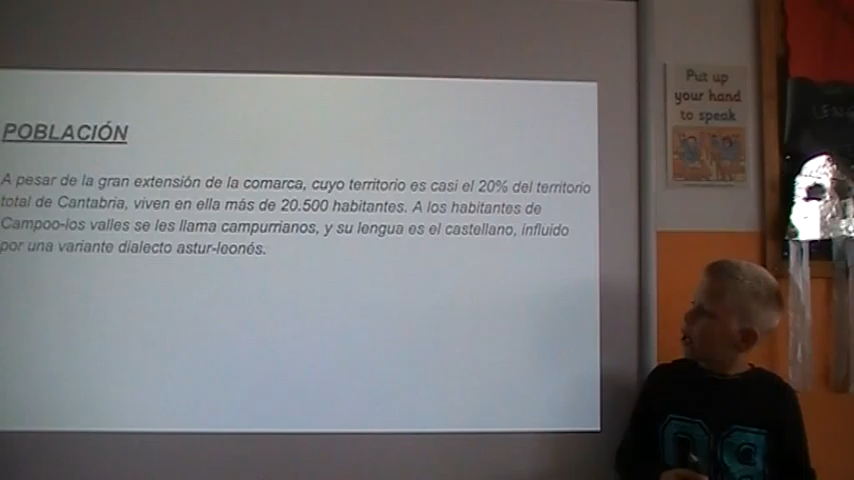 POBLACIÓN
A pesar de la gran extensión de la comarca, cuyo territorio es casi el 20% del territorio
total de Cantabria, viven en ella más de 20.500 habitantes. A los habitantes de
Campoo-los valles se les llama campurrianos, y su lengua es el castellano, influido
por una variante dialecto astur-leonés.
Put up
your hand
to speak